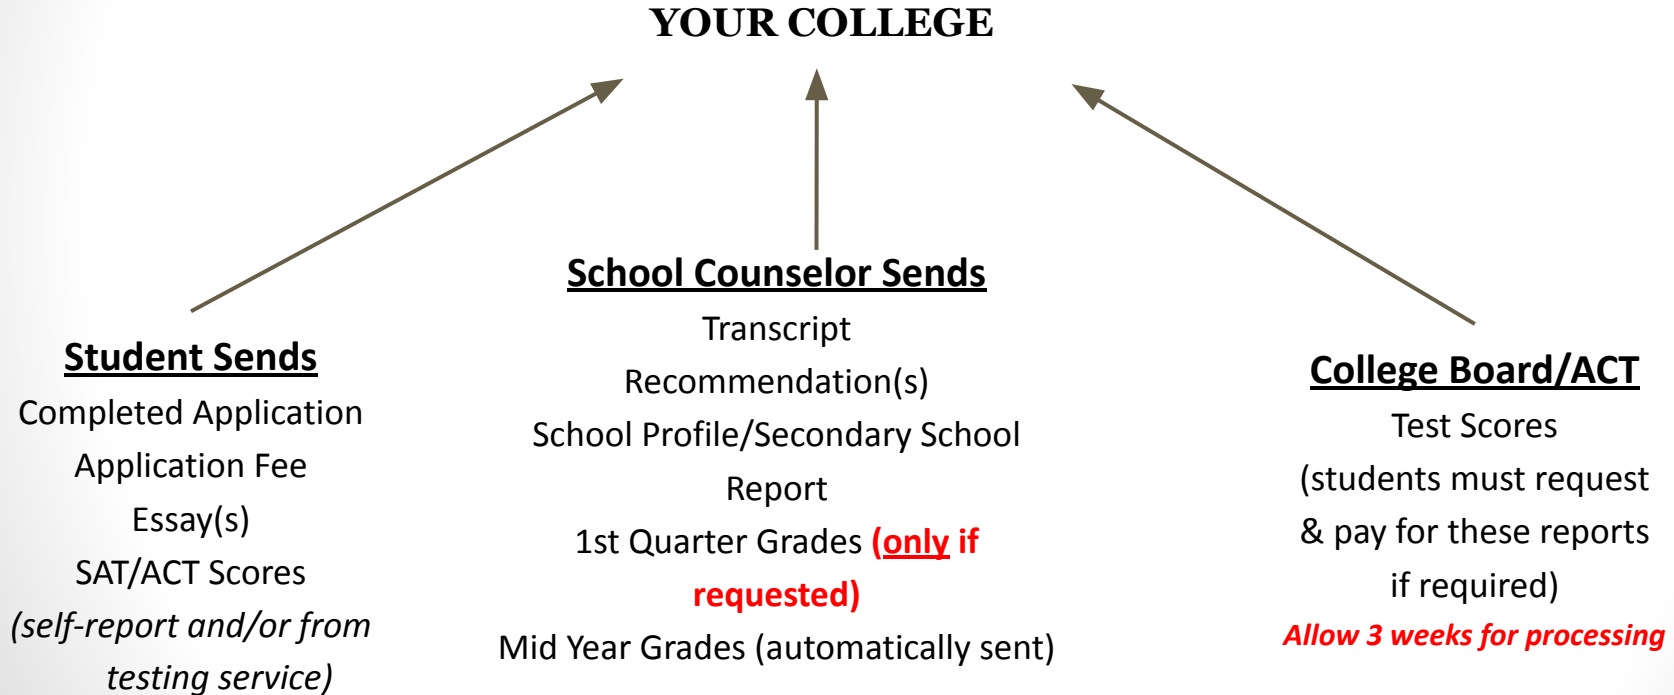 YOUR COLLEGE
Student Sends
Completed Application
Application Fee
Essay(s)
SAT/ACT Scores
(self-report and/or from
testing service)
School Counselor Sends
Transcript
Recommendation(s)
School Profile/Secondary School
Report
1st Quarter Grades (only if
requested)
Mid Year Grades (automatically sent)
College Board/ACT
Test Scores
(students must request
& pay for these reports
if required)
Allow 3 weeks for processing